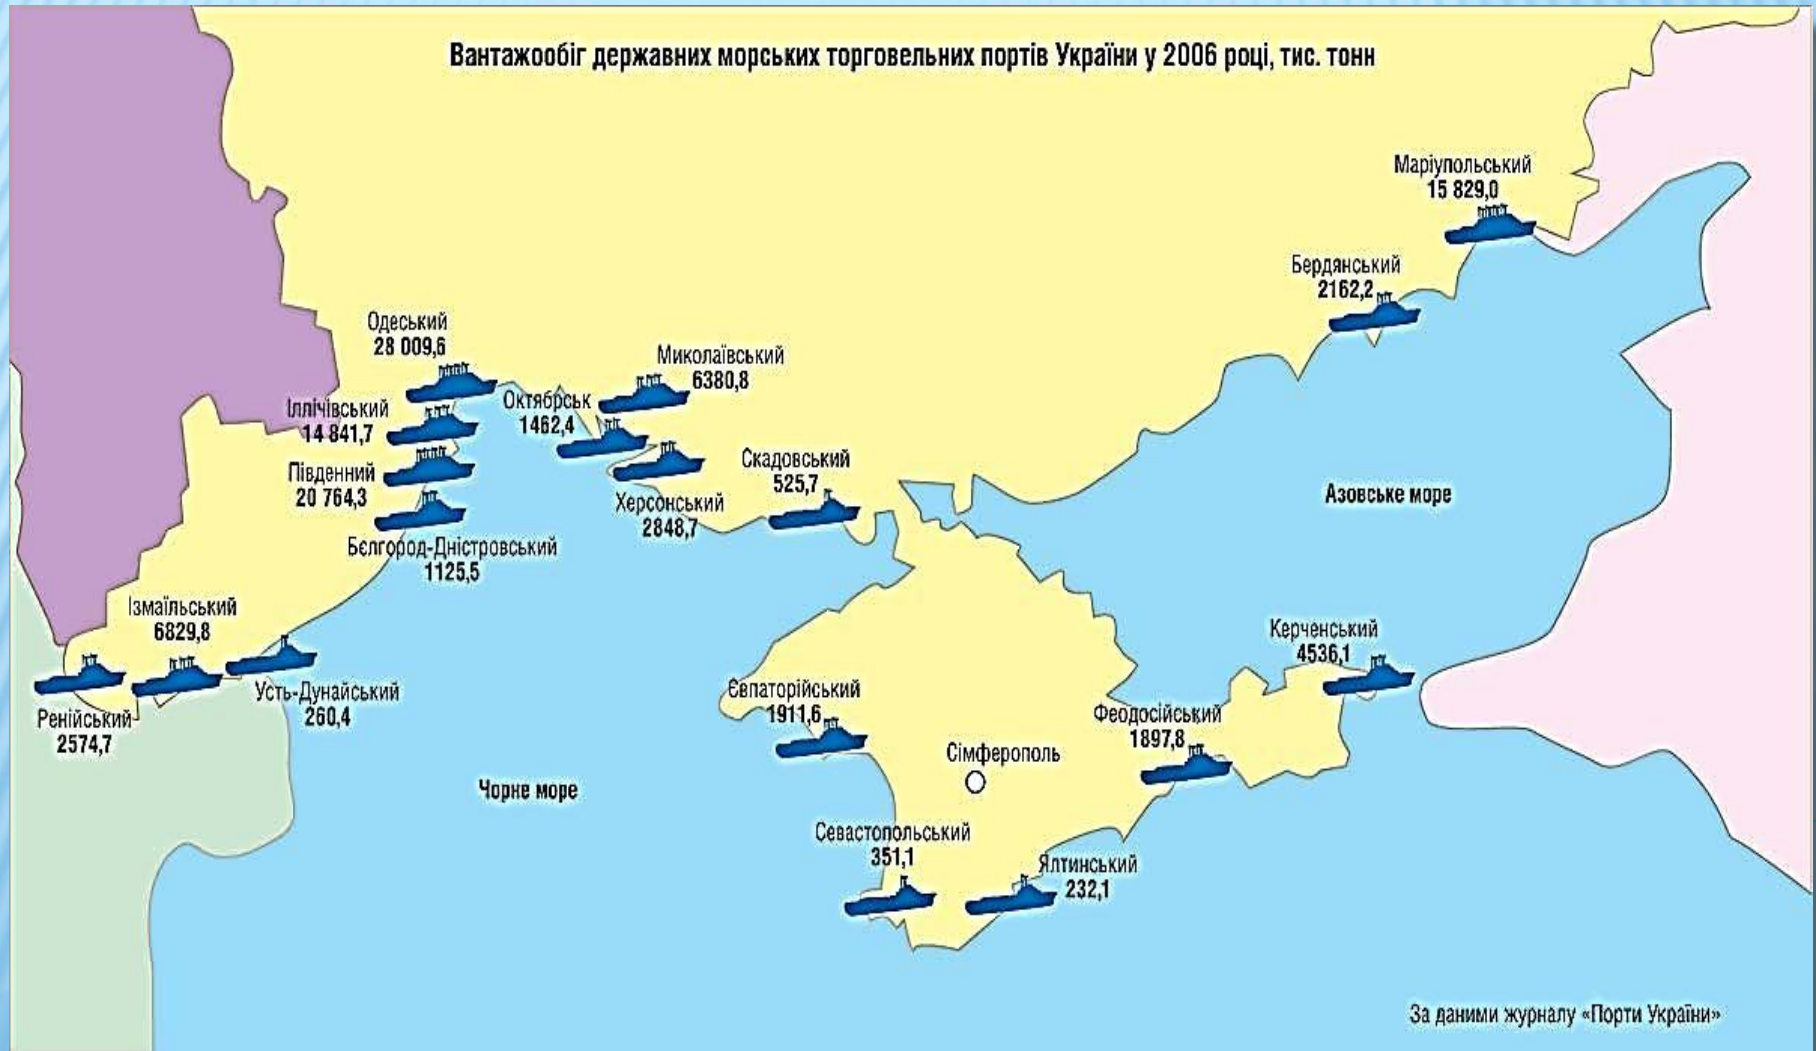 Вантажообіг державних морських торговельних портів України у 2006 році, тис. тонн
Маріупольський
15 829,0
Бердянський
2162,2
Одеський
28 009,6
Миколаївський
6380,8
Іллічівський
14 841,7
Октябрськ
1462,4
Південний
20 764,3
Скадовський
525,7
Херсонський
2848,7
Азовське море
Бєлгород-Дністровський
1125,5
Ізмаїльський
6829,8
Керченський
4536,1
Усть-Дунайський
260,4
Ренійський
2574,7
Євпаторійський
1911,6
Феодосійський
1897,8
Сімферополь
Чорне море
Севастопольський
351,1
Ялтинський
232,1
За даними журналу «Порти України»